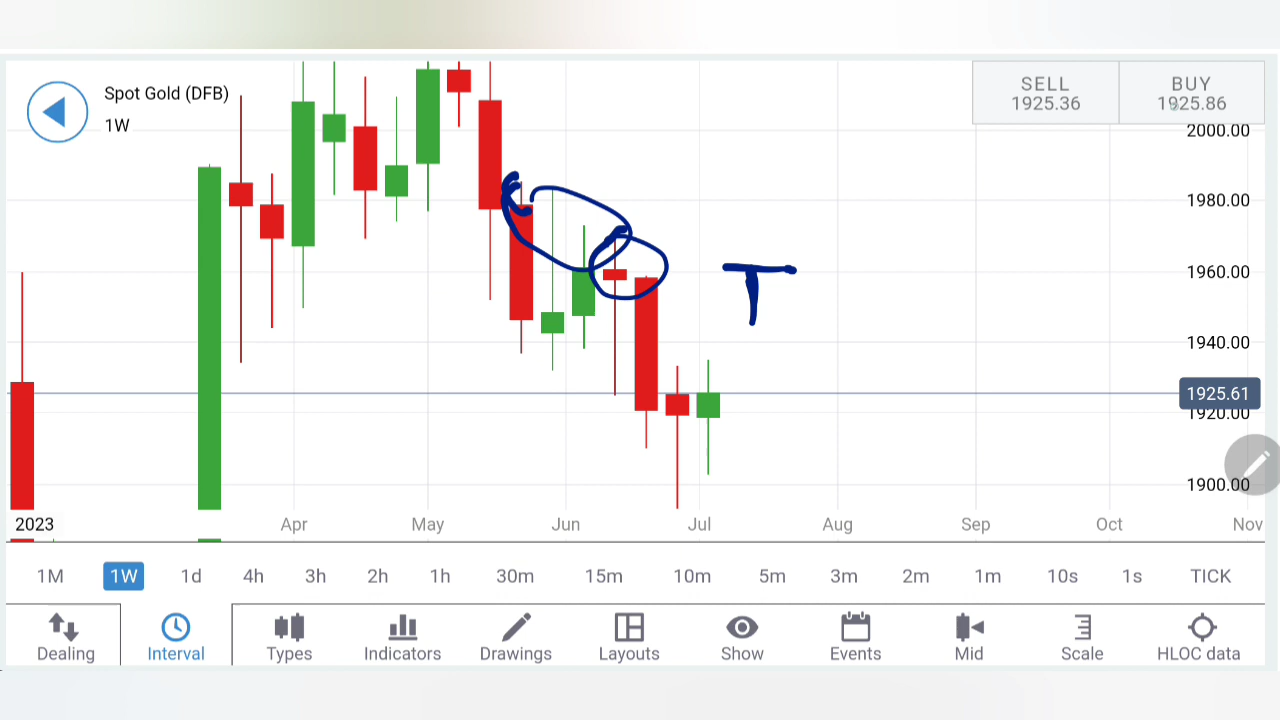 Spot Gold (DFB)
1W
SELL
1925.36
BUY
1925.86
2000.00
1980.00
1960.00
T
1940.00
1925.61
1920.00
1900.00
2023 Apr May Jun Jul Aug Sep Oct Nov
1M 1W 1d 4h 3h 2h 1h 30m 15m 10m 5m 3m 2m 1m 10s 1s TICK
Dealing Interval Types Indicators Drawings Layouts Show Events Mid Scale HLOC data